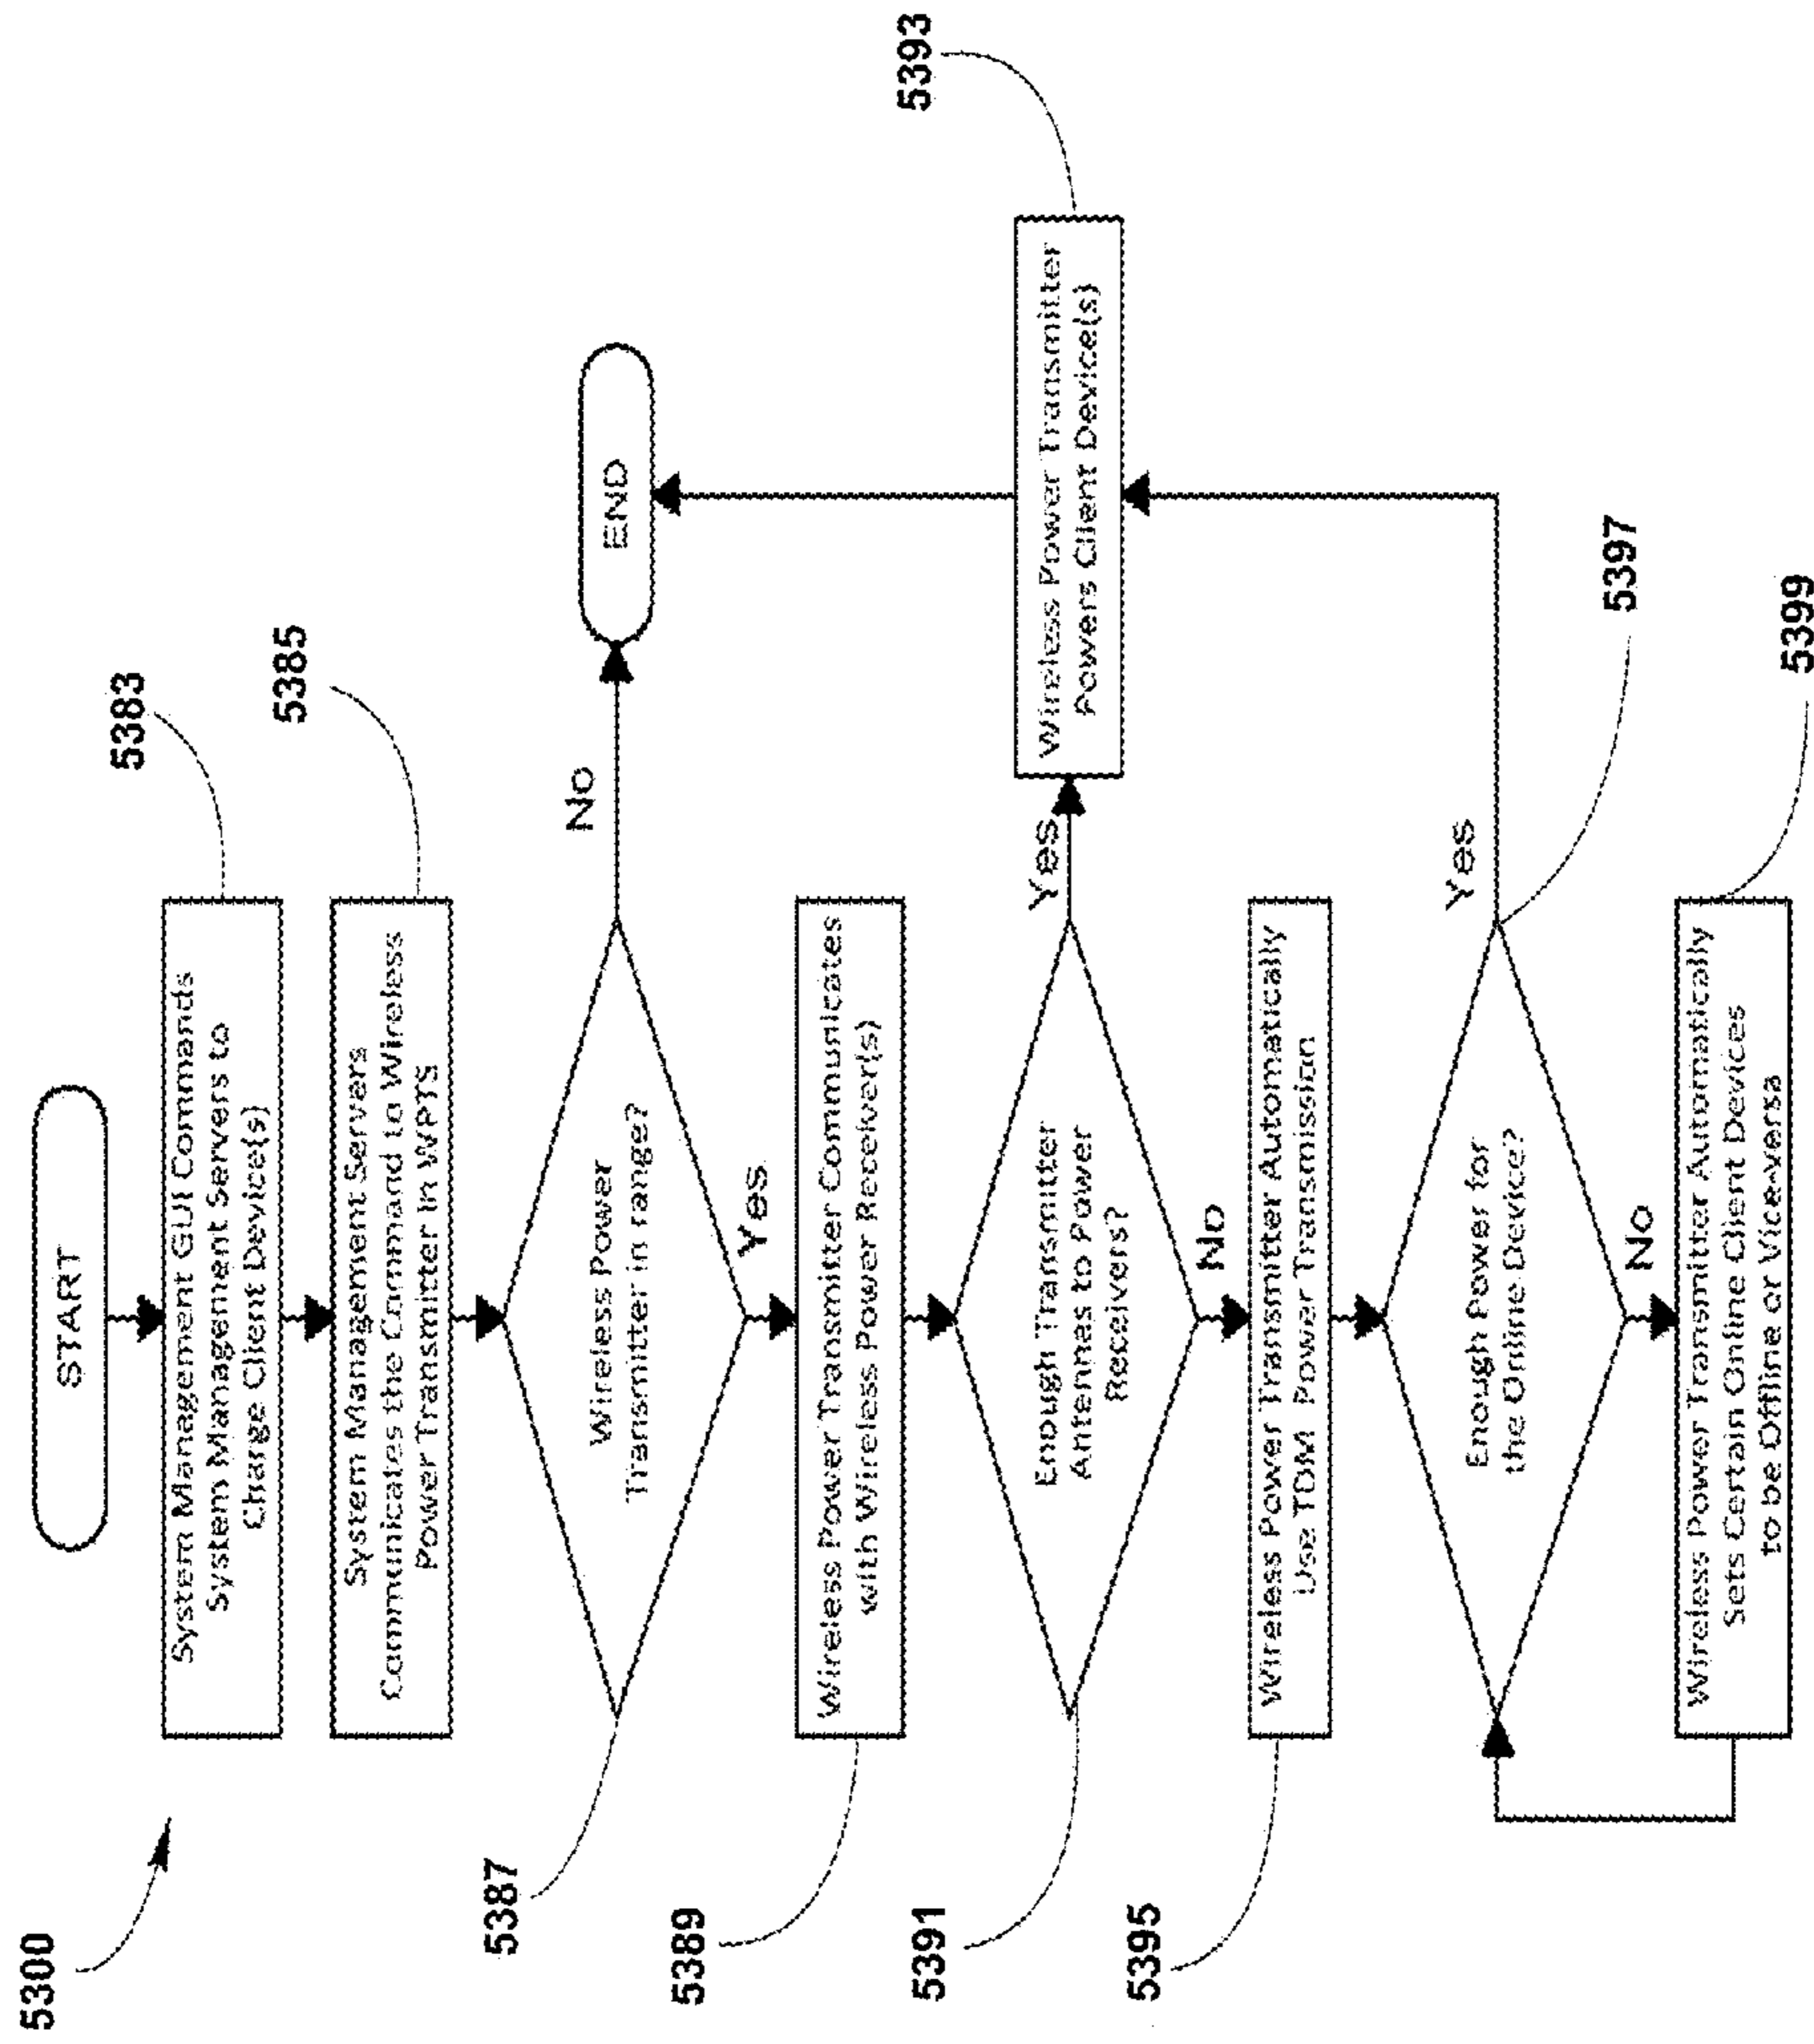 5300
START
System Management GUI Commands
System Management Servers to
Charge Client Device(s)
5383
System Management Servers
Communicates the Command to Wireless
Power Transmitter in WPTS
5385
Wireless Power
Transmitter in range?
5387
No
END
Yes
Wireless Power Transmitter Communicates
with Wireless Power Receiver(s)
5389
Enough Transmitter
Antennas to Power
Receivers?
5391
Yes
Wireless Power Transmitter
Powers Client Device(s)
5393
No
Wireless Power Transmitter Automatically
Use TDM Power Transmission
5395
Enough Power for
the Online Device?
5397
Yes
No
Wireless Power Transmitter Automatically
Sets Certain Online Client Devices
to be Offline or Vice-versa
5399